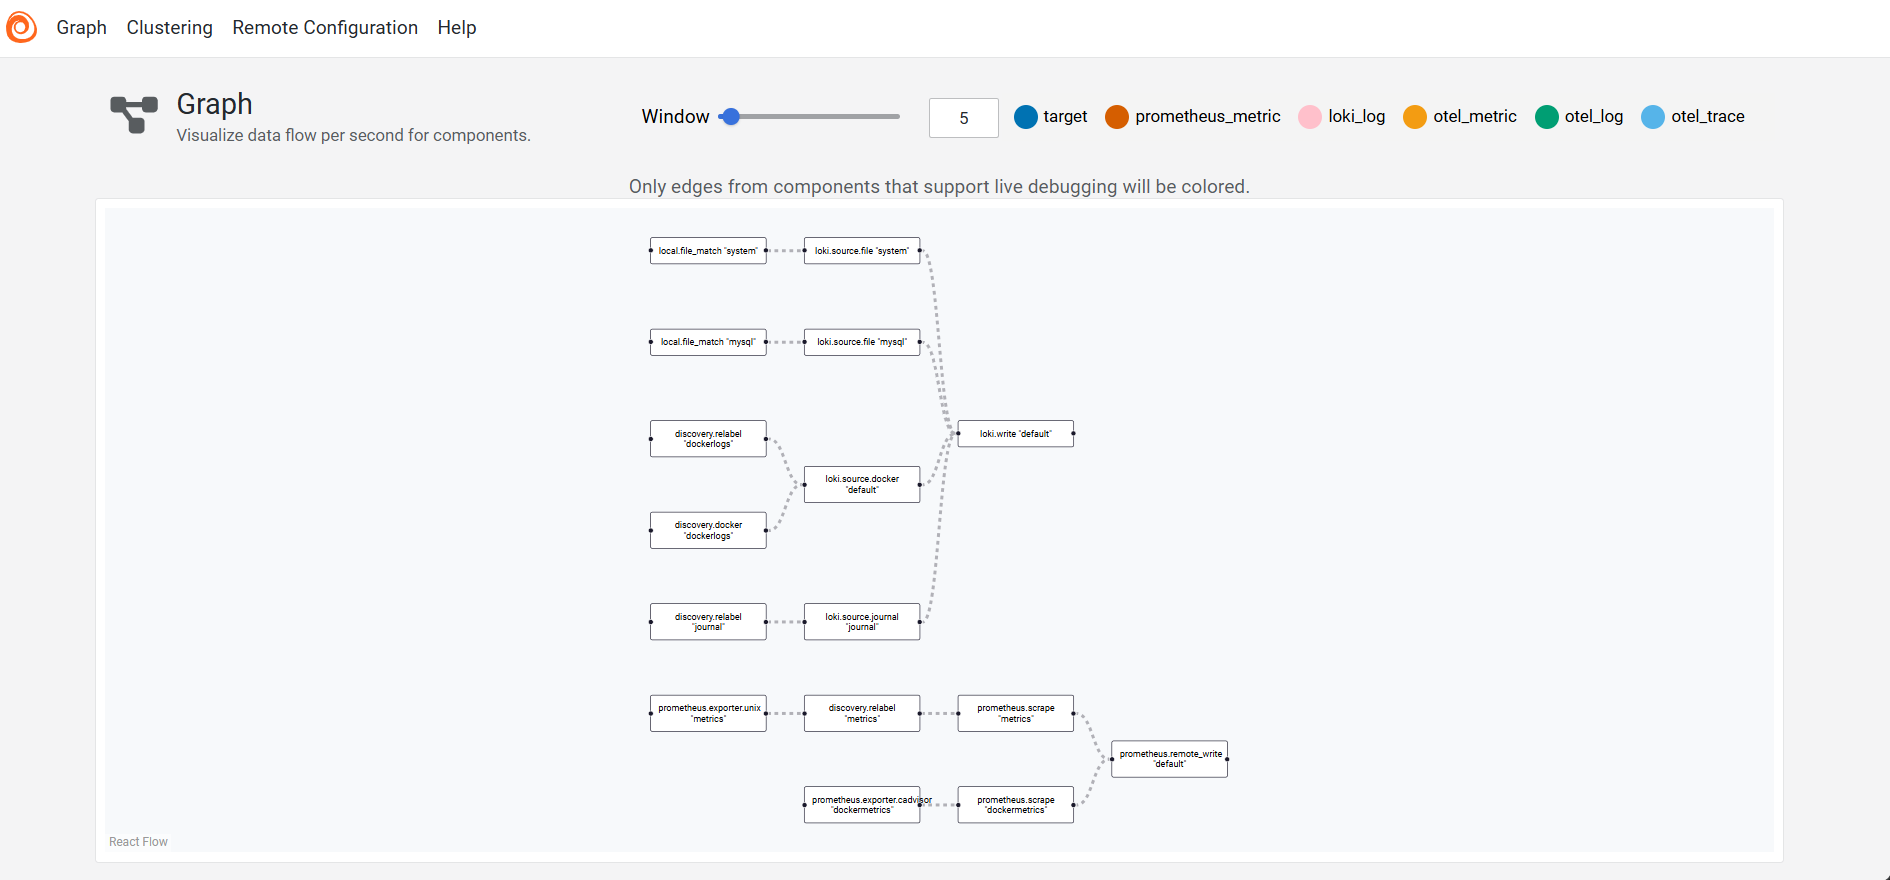 Graph Clustering Remote Configuration Help
Graph
Visualize data flow per second for components.
Window 5 target prometheus_metric loki_log otel_metric otel_log otel_trace
Only edges from components that support live debugging will be colored.
local.file_match "system"
loki.source.file "system"
local.file_match "mysql"
loki.source.file "mysql"
discovery.relabel
"dockerlogs"
loki.write "default"
loki.source.docker
"default"
discovery.docker
"dockerlogs"
discovery.relabel
"journal"
loki.source.journal
"journal"
prometheus.exporter.unix
"metrics"
discovery.relabel
"metrics"
prometheus.scrape
"metrics"
prometheus.remote_write
"default"
prometheus.exporter.cadvisor
"dockermetrics"
prometheus.scrape
"dockermetrics"
React Flow